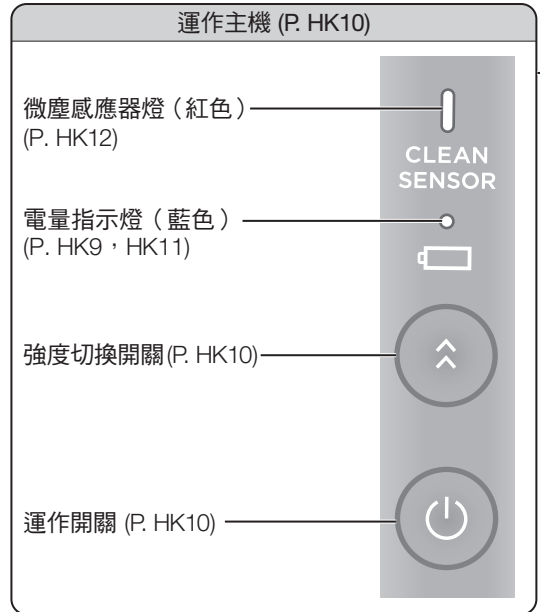 運作主機 (P. HK10)
微塵感應器燈（紅色）
(P. HK12)
CLEAN
SENSOR
電量指示燈（藍色）
(P. HK9，HK11)
強度切換開關(P. HK10)
運作開關 (P. HK10)